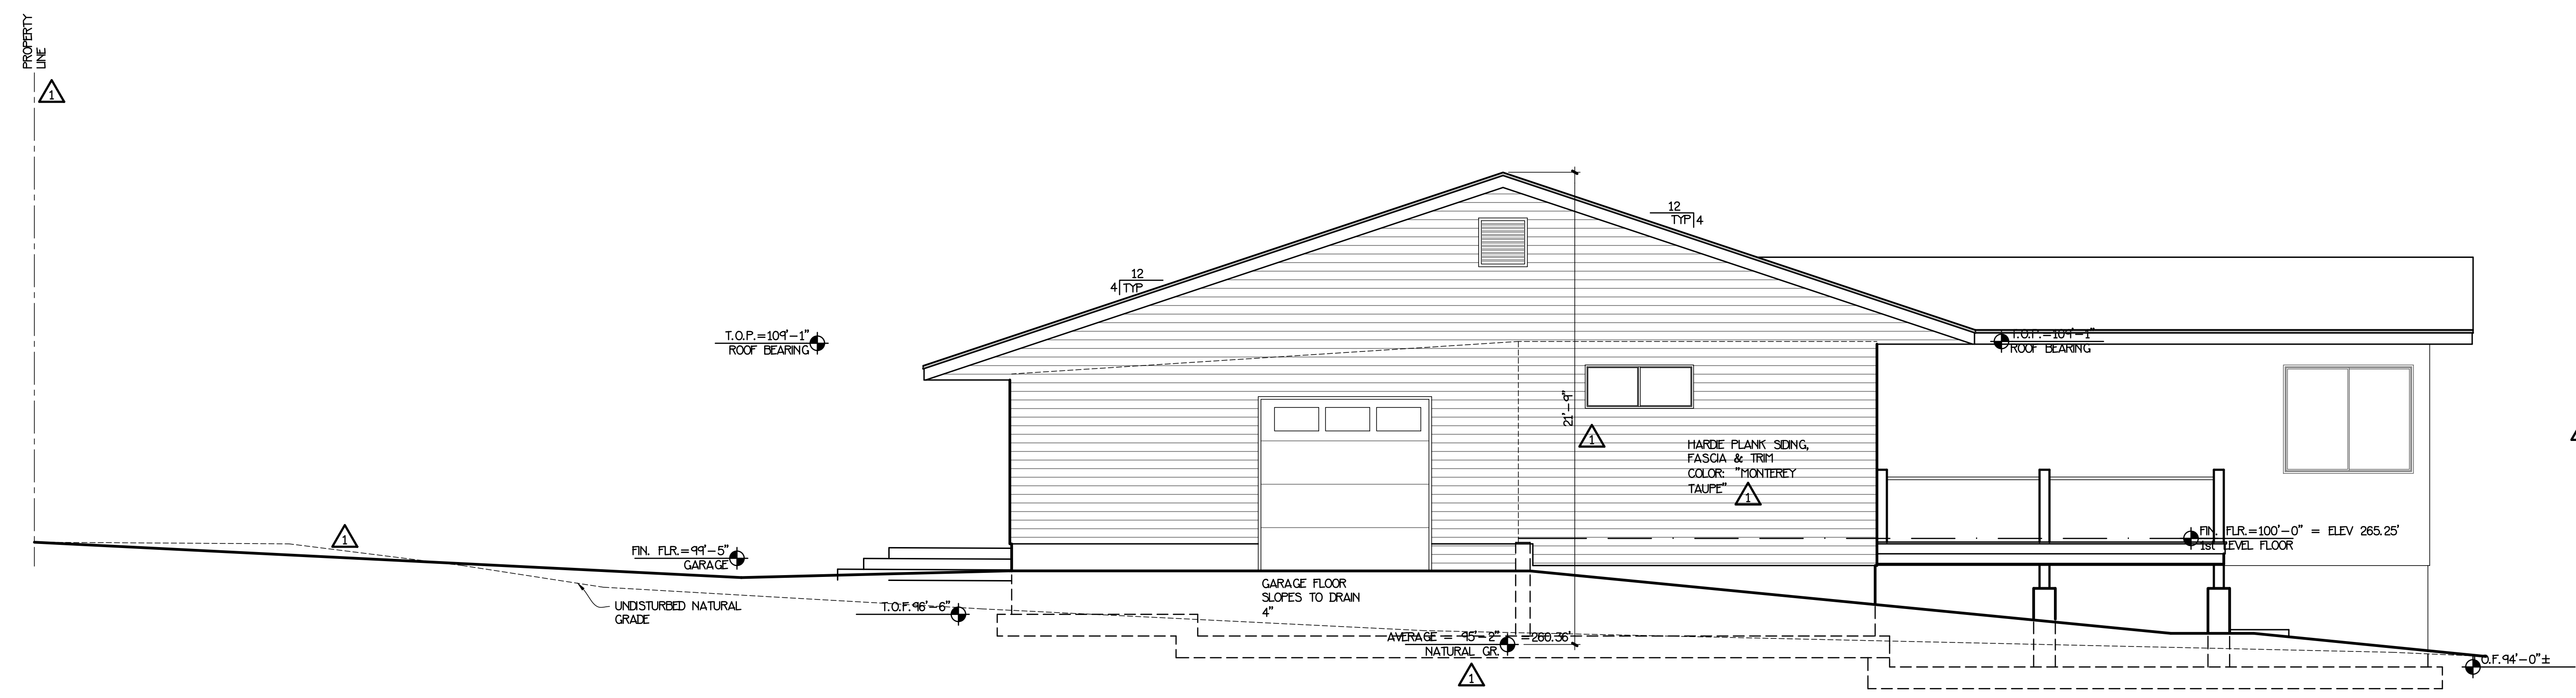 PROPERTY
LINE
1
12
TYP 4
12
4 TYP
T.O.P.=109'-1"
ROOF BEARING
T.O.P.=109'-1"
ROOF BEARING
21'-9"
1
HARDIE PLANK SIDING,
FASCIA & TRIM
COLOR: "MONTEREY
TAUPE"
1
1
FIN. FLR.=99'-5"
GARAGE
FIN. FLR.=100'-0" = ELEV 265.25'
1st LEVEL FLOOR
GARAGE FLOOR
SLOPES TO DRAIN
4"
UNDISTURBED NATURAL
GRADE
T.O.F.96'-6"
AVERAGE = 95'-2" =260.36'
NATURAL GR.
1
.O.F.94'-0"±